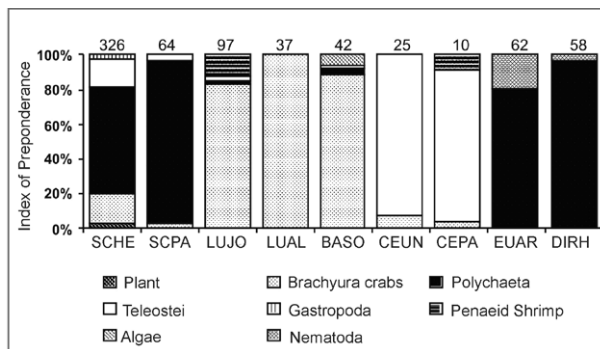 326 64 97 37 42 25 10 62 58
Index of Preponderance
100%
80%
60%
40%
20%
0%
SCHE SCPA LUJO LUAL BASO CEUN CEPA EUAR DIRH
Plant Brachyura crabs Polychaeta
Teleostei Gastropoda Penaeid Shrimp
Algae Nematoda